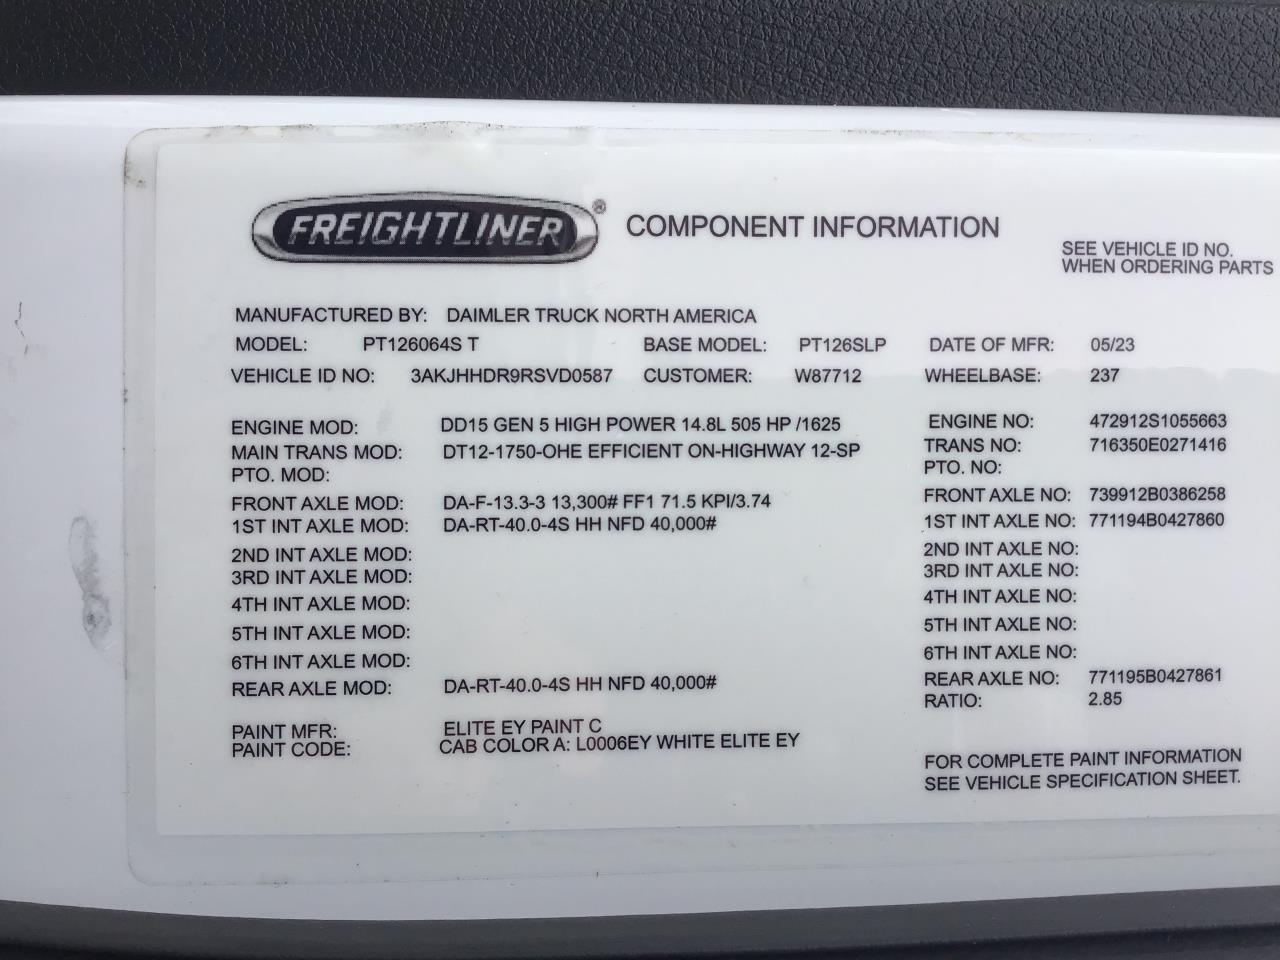 FREIGHTLINER® COMPONENT INFORMATION
SEE VEHICLE ID NO.
WHEN ORDERING PARTS
MANUFACTURED BY: DAIMLER TRUCK NORTH AMERICA
MODEL: PT126064S T BASE MODEL: PT126SLP DATE OF MFR: 05/23
VEHICLE ID NO: 3AKJHHDR9RSVD0587 CUSTOMER: W87712 WHEELBASE: 237
ENGINE MOD: DD15 GEN 5 HIGH POWER 14.8L 505 HP /1625 ENGINE NO: 472912S1055663
MAIN TRANS MOD: DT12-1750-OHE EFFICIENT ON-HIGHWAY 12-SP TRANS NO: 716350E0271416
PTO. MOD: PTO. NO:
FRONT AXLE MOD: DA-F-13.3-3 13,300# FF1 71.5 KPI/3.74 FRONT AXLE NO: 739912B0386258
1ST INT AXLE MOD: DA-RT-40.0-4S HH NFD 40,000# 1ST INT AXLE NO: 771194B0427860
2ND INT AXLE MOD: 2ND INT AXLE NO:
3RD INT AXLE MOD: 3RD INT AXLE NO:
4TH INT AXLE MOD: 4TH INT AXLE NO:
5TH INT AXLE MOD: 5TH INT AXLE NO:
6TH INT AXLE MOD: 6TH INT AXLE NO:
REAR AXLE MOD: DA-RT-40.0-4S HH NFD 40,000# REAR AXLE NO: 771195B0427861
RATIO: 2.85
PAINT MFR: ELITE EY PAINT C
PAINT CODE: CAB COLOR A: L0006EY WHITE ELITE EY
FOR COMPLETE PAINT INFORMATION
SEE VEHICLE SPECIFICATION SHEET.